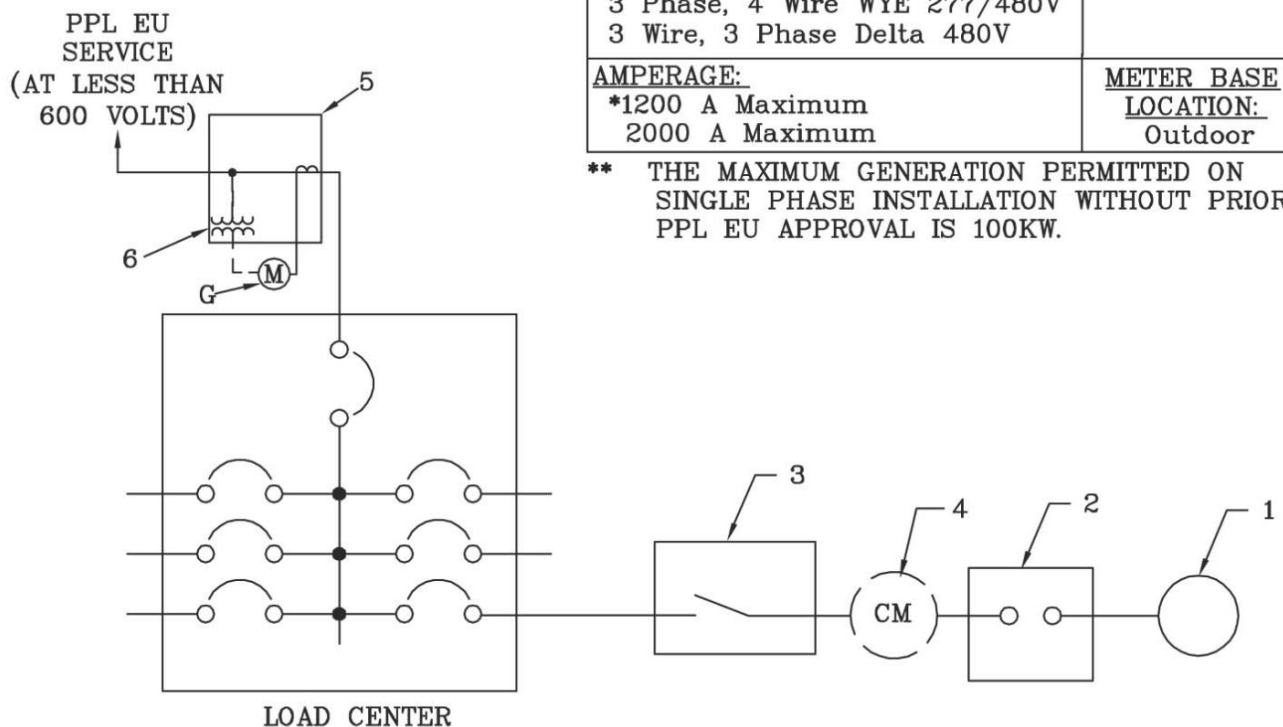 PPL EU
SERVICE
(AT LESS THAN
600 VOLTS)
5
6
G
M
3 Phase, 4 Wire WYE 277/480V
3 Wire, 3 Phase Delta 480V
AMPERAGE:
*1200 A Maximum
2000 A Maximum
METER BASE
LOCATION:
Outdoor
** THE MAXIMUM GENERATION PERMITTED ON
SINGLE PHASE INSTALLATION WITHOUT PRIOR
PPL EU APPROVAL IS 100KW.
3
4
2
1
CM
LOAD CENTER